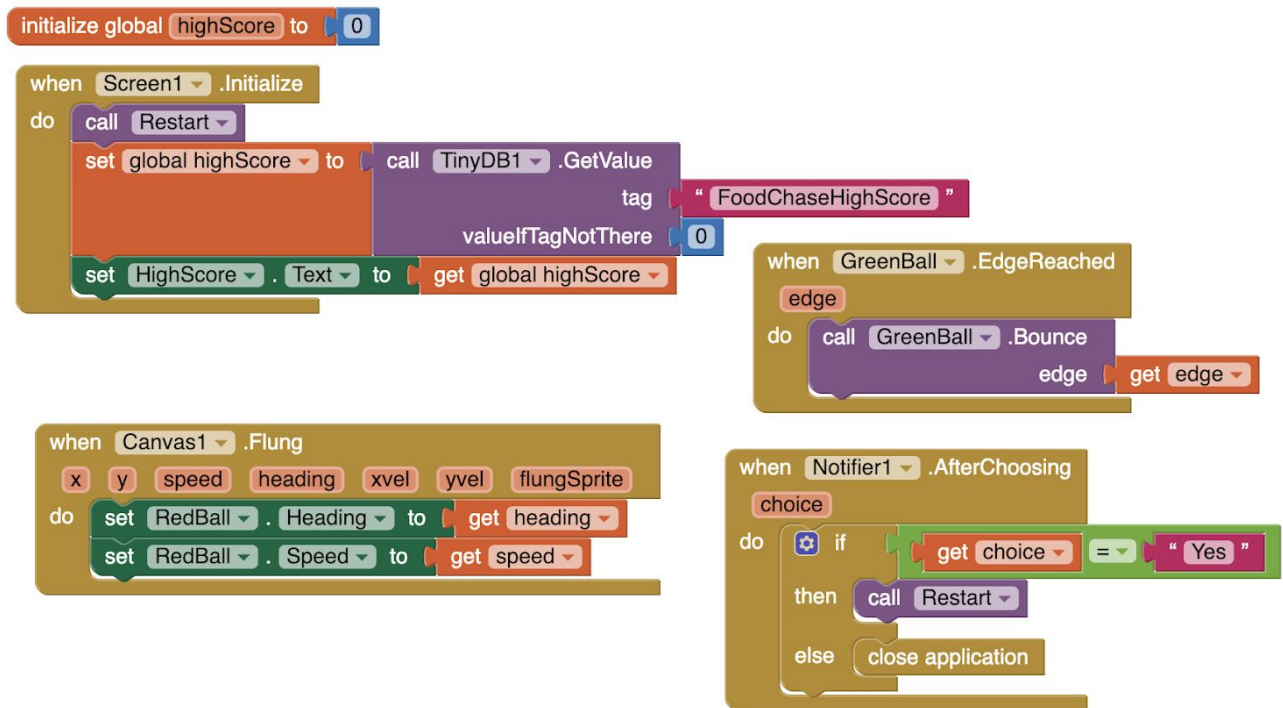 initialize global highScore to 0
when Screen1 .Initialize
do call Restart
set global highScore to call TinyDB1 .GetValue
tag " FoodChaseHighScore "
valueIfTagNotThere 0
set HighScore . Text to get global highScore
when GreenBall .EdgeReached
edge
do call GreenBall .Bounce
edge get edge
when Canvas1 .Flung
x y speed heading xvel yvel flungSprite
do set RedBall . Heading to get heading
set RedBall . Speed to get speed
when Notifier1 .AfterChoosing
choice
do if get choice = " Yes "
then call Restart
else close application